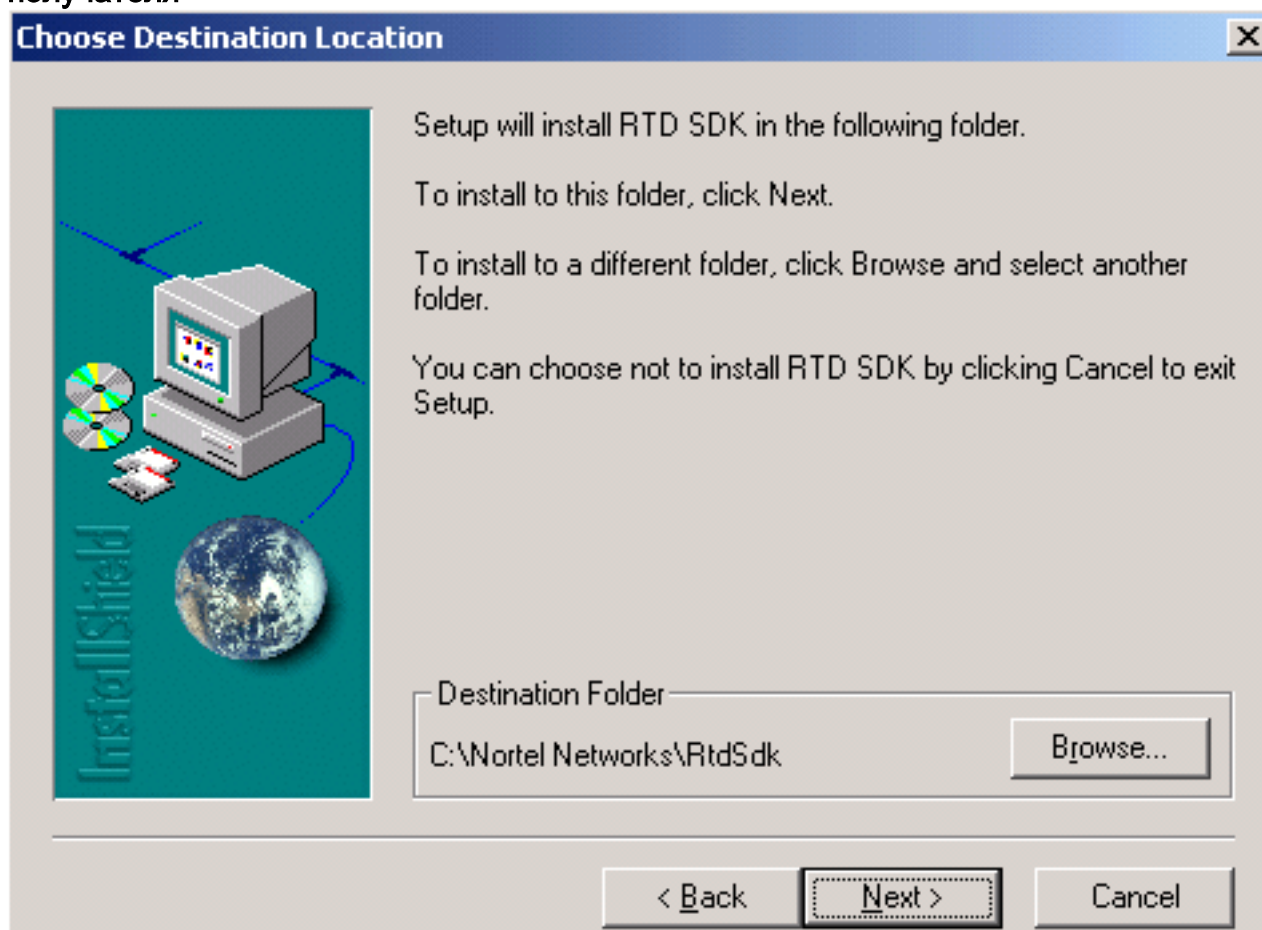 получателя
Choose Destination Location
Setup will install RTD SDK in the following folder.
To install to this folder, click Next.
To install to a different folder, click Browse and select another
folder.
You can choose not to install RTD SDK by clicking Cancel to exit
Setup.
InstallShield
Destination Folder
C:\Nortel Networks\RtdSdk
Browse...
< Back
Next >
Cancel